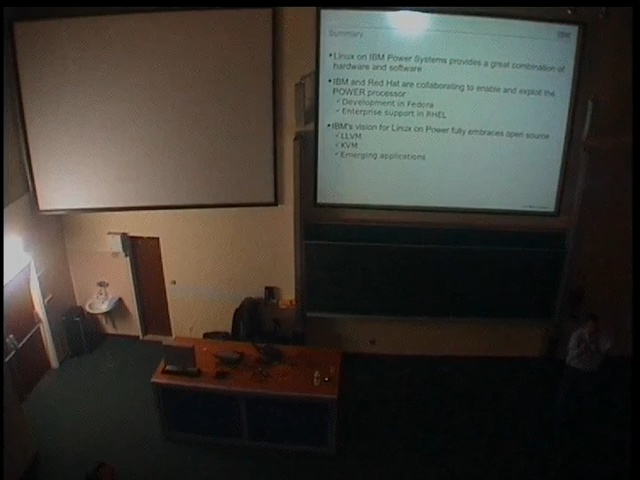 Summary
IBM
•Linux on IBM Power Systems provides a great combination of
hardware and software
•IBM and Red Hat are collaborating to enable and exploit the
POWER processor
✓Development in Fedora
✓Enterprise support in RHEL
•IBM's vision for Linux on Power fully embraces open source
✓LLVM
✓KVM
✓Emerging applications